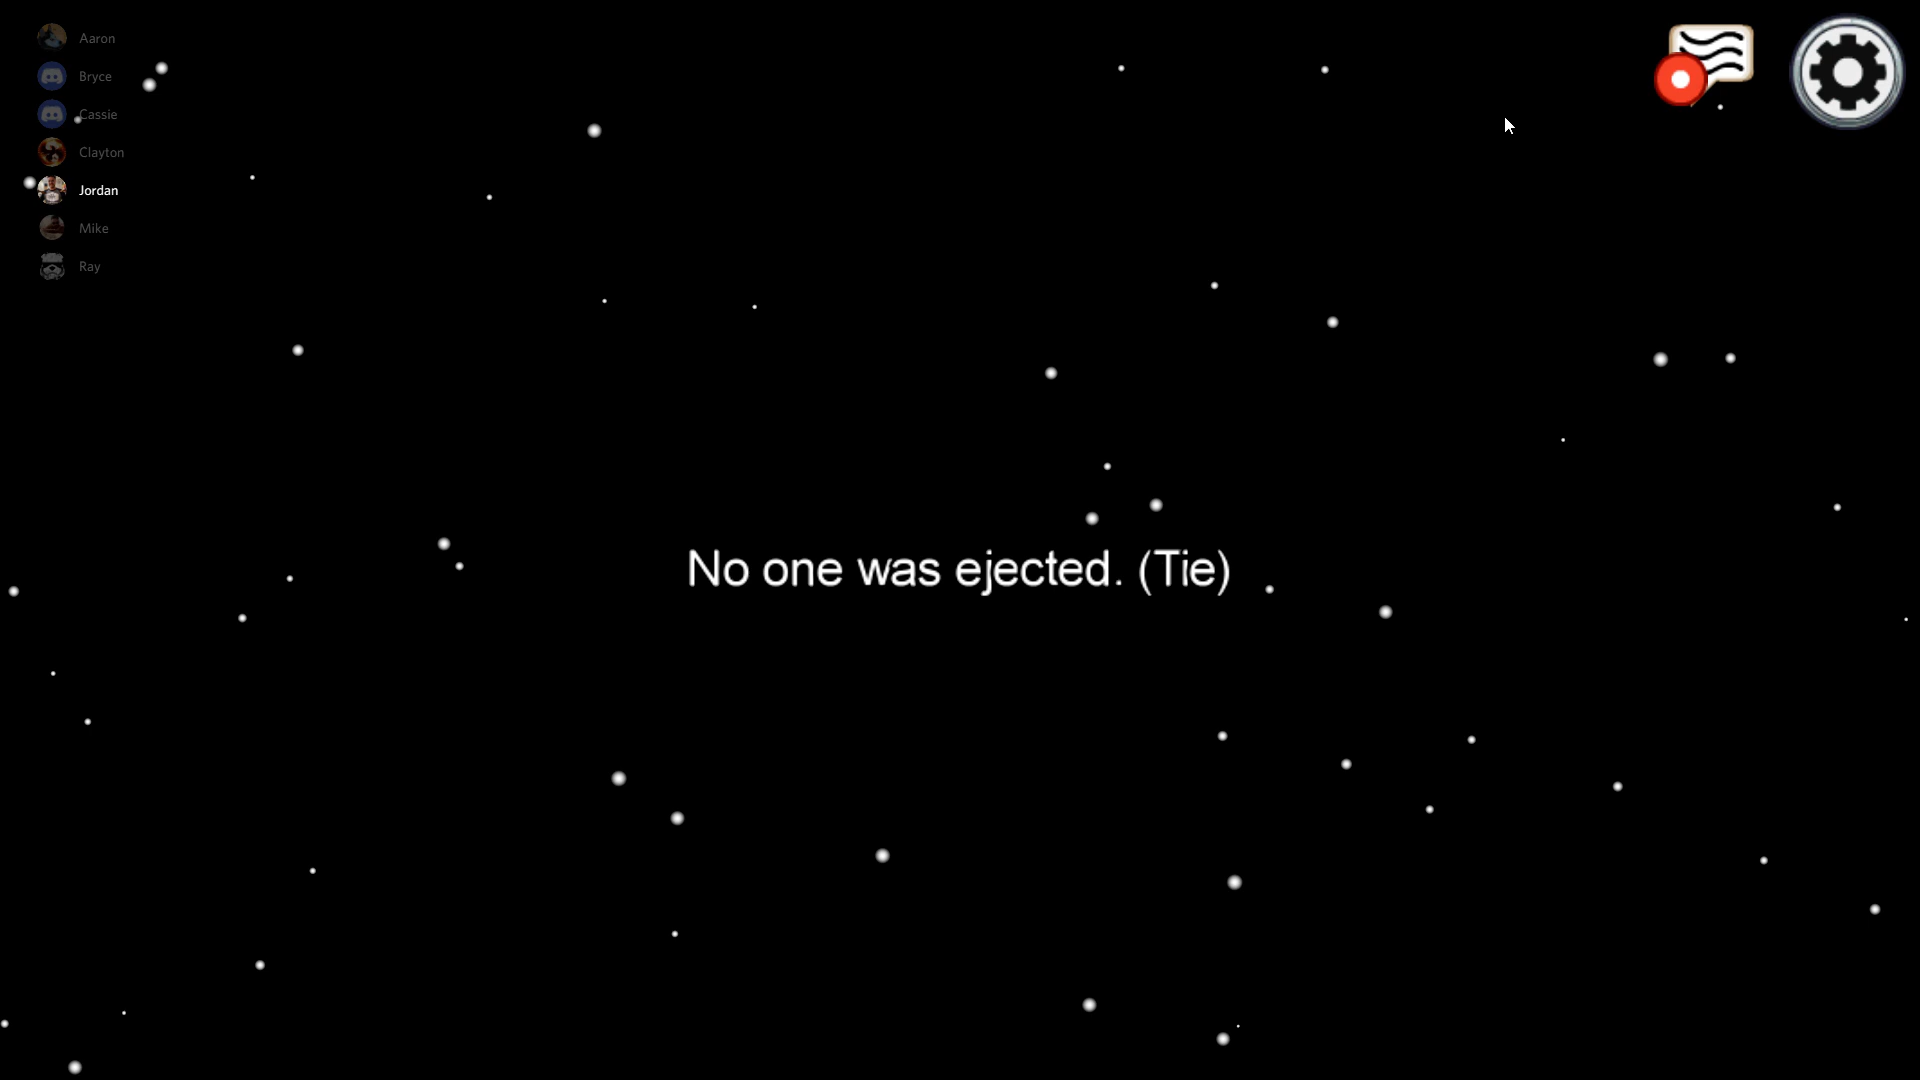 Aaron
Bryce
Cassie
Clayton
Jordan
Mike
Ray
No one was ejected. (Tie)